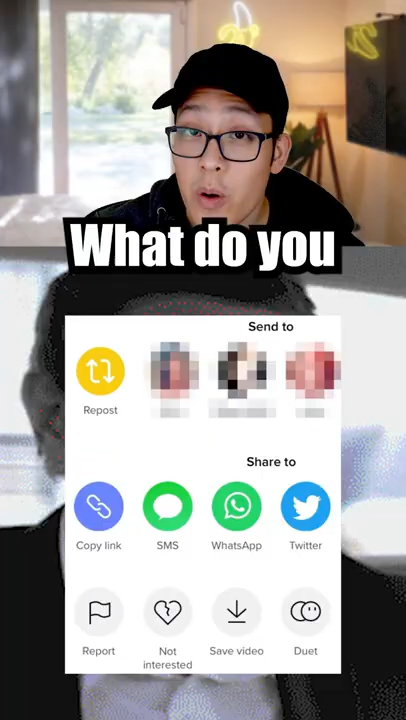 What do you
Send to
Repost
Share to
Copy link
SMS
WhatsApp
Twitter
Report
Not
interested
Save video
Duet